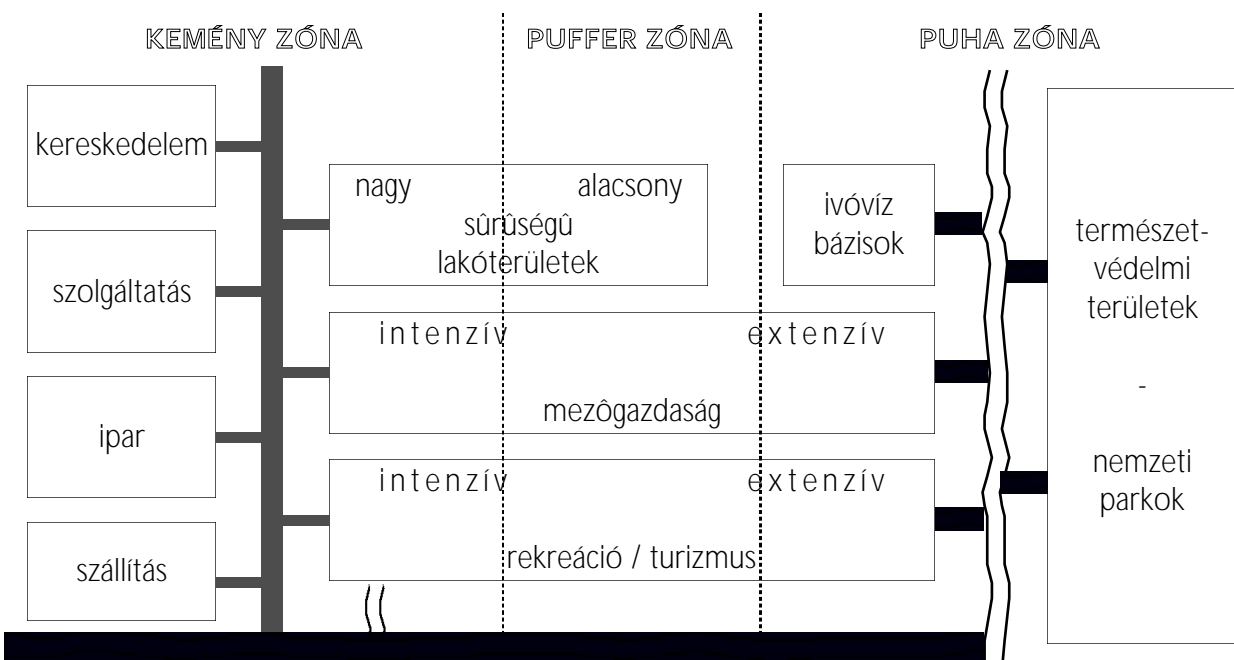 KEMÉNY ZÓNA
PUFFER ZÓNA
PUHA ZÓNA
kereskedelem
szolgáltatás
ipar
szállítás
nagy alacsony
sûrûségû
lakóterületek
intenzív extenzív
mezôgazdaság
intenzív extenzív
rekreáció / turizmus
ivóvíz
bázisok
természet-
védelmi
területek
-
nemzeti
parkok